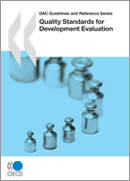 DAC Guidelines and Reference Series
Quality Standards for
Development Evaluation
OECD